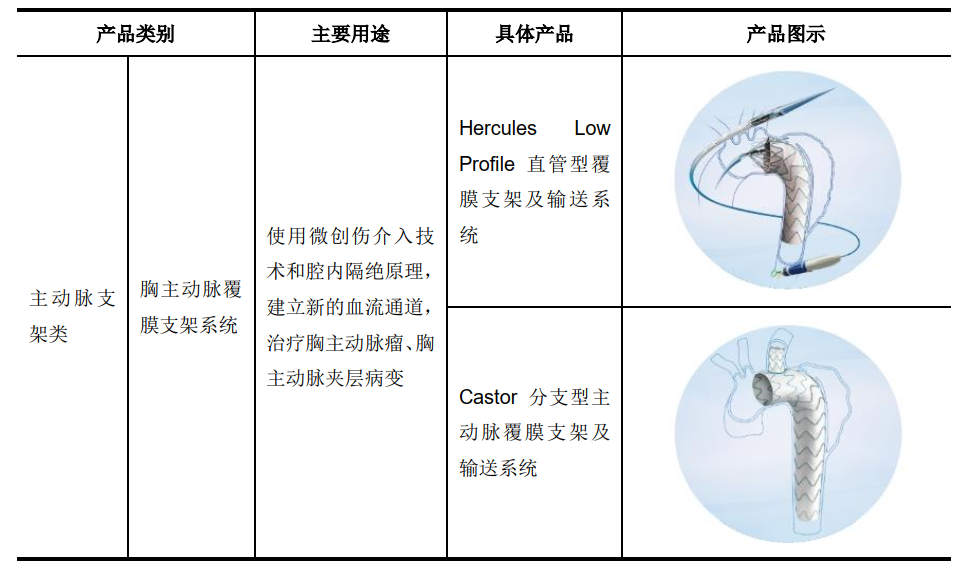 产品类别 主要用途 具体产品 产品图示
主动脉支
架类
胸主动脉覆
膜支架系统
使用微创伤介入技
术和腔内隔绝原理，
建立新的血流通道，
治疗胸主动脉瘤、胸
主动脉夹层病变
Hercules Low
Profile 直管型覆
膜支架及输送系
统
Castor 分支型主
动脉覆膜支架及
输送系统